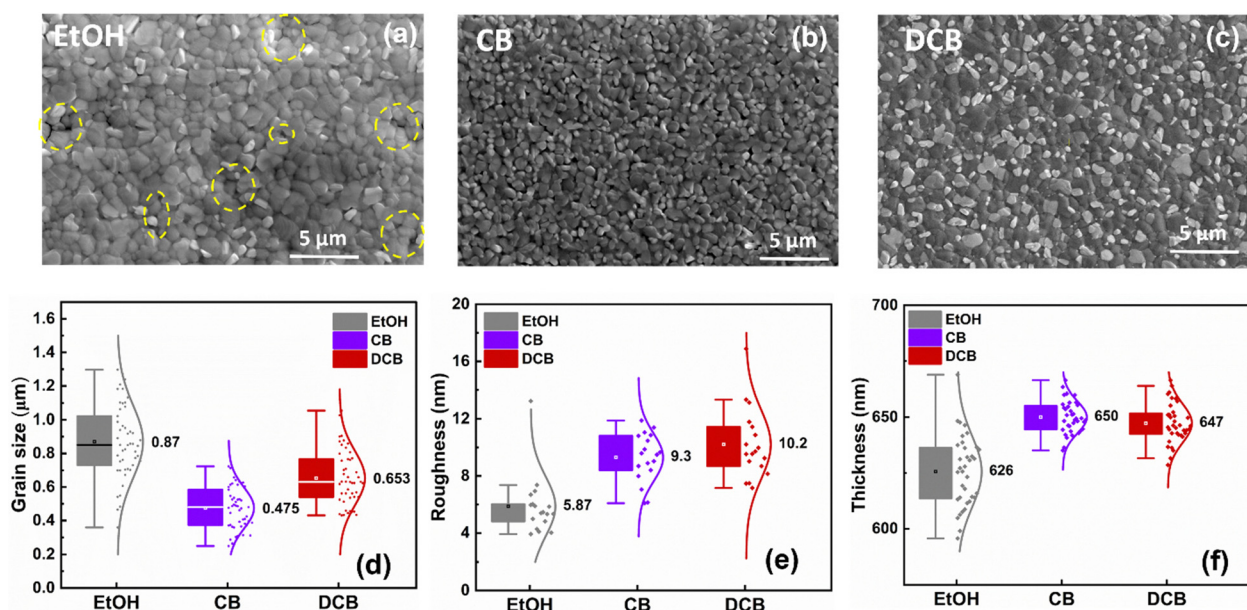 EtOH (a)
5 μm
CB (b)
5 μm
DCB (c)
5 μm
Grain size (μm)
1.6
1.4
1.2
1.0
0.8
0.6
0.4
0.2
0.0
EtOH
CB
DCB
0.87
0.475
0.653
(d)
EtOH CB DCB
Roughness (nm)
20
16
12
8
4
0
EtOH
CB
DCB
5.87
9.3
10.2
(e)
EtOH CB DCB
Thickness (nm)
700
650
600
EtOH
CB
DCB
626
650
647
(f)
EtOH CB DCB